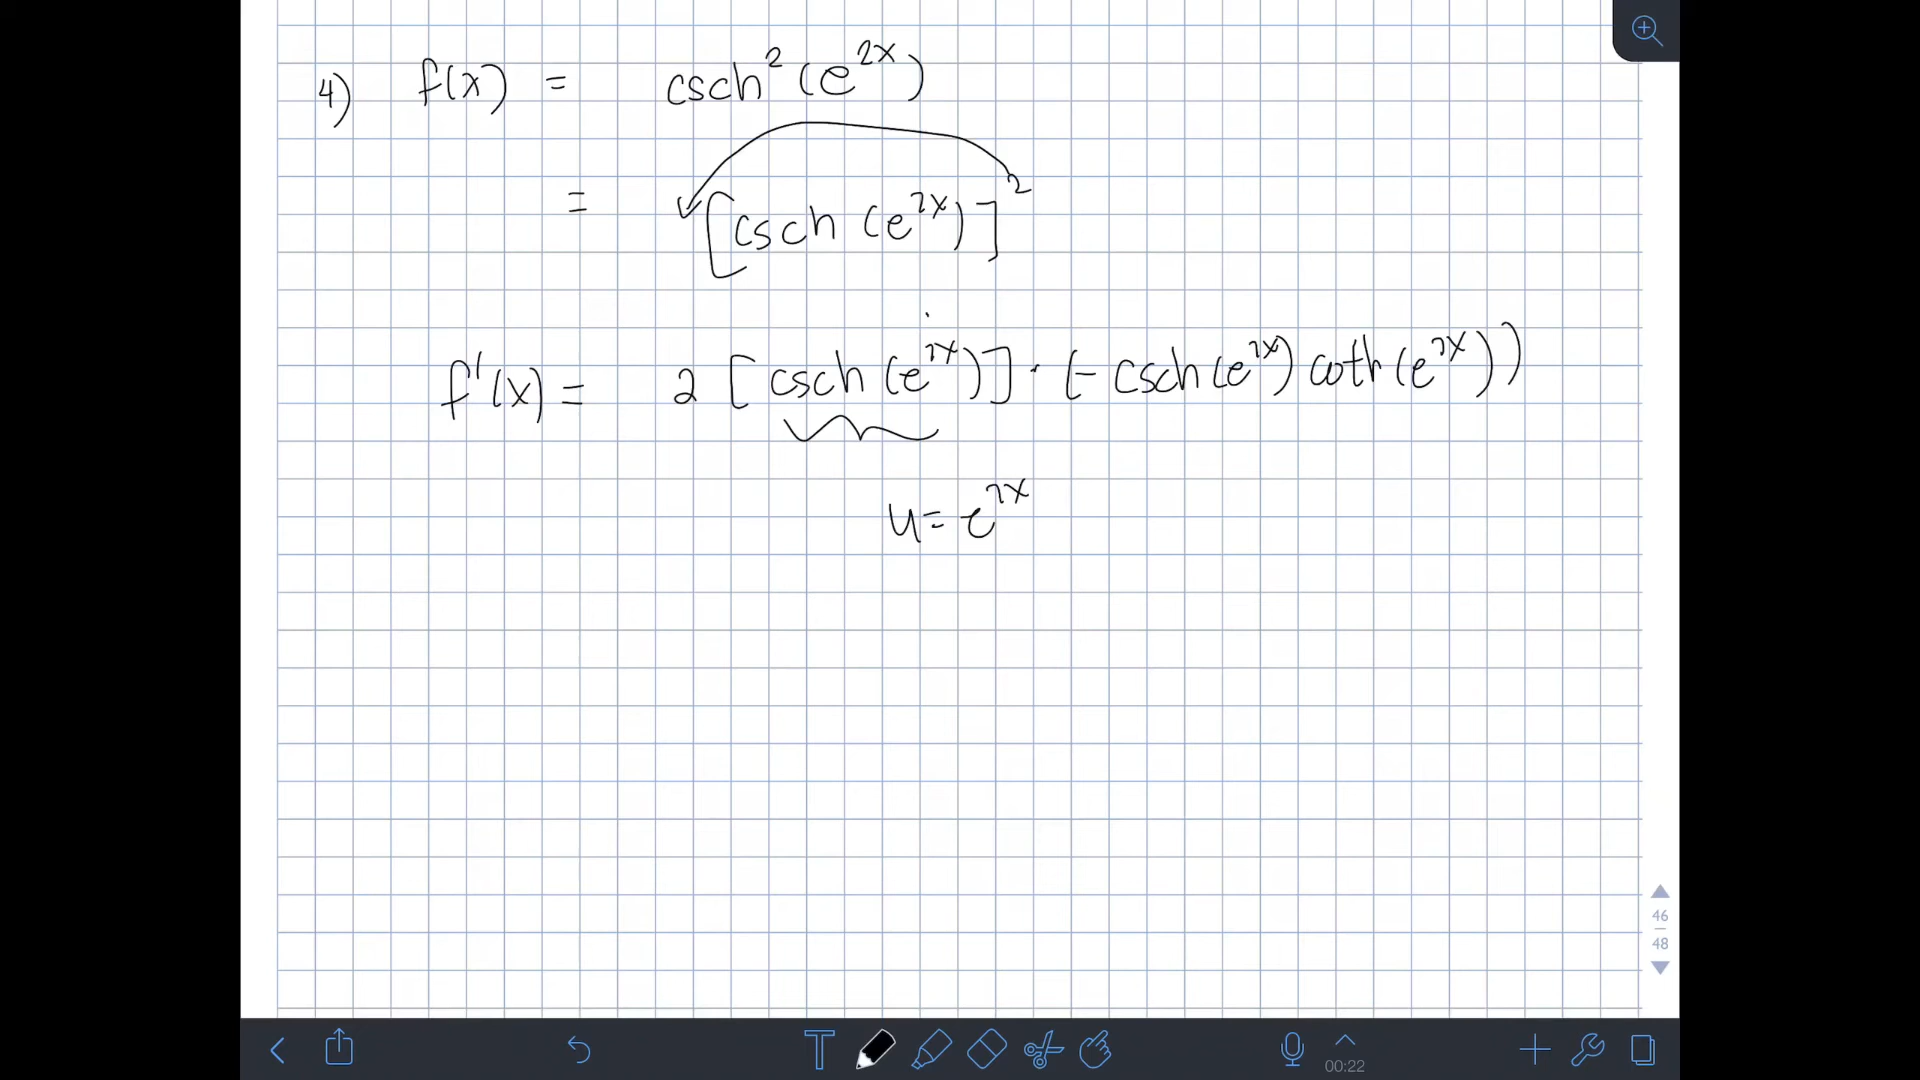 4) f(x) = csch² (e^2x)
= [csch (e^2x)]²
f'(x) = 2 [csch (e^2x)] · (- csch (e^2x) coth (e^2x))
u = e^2x
46
48
T
00:22